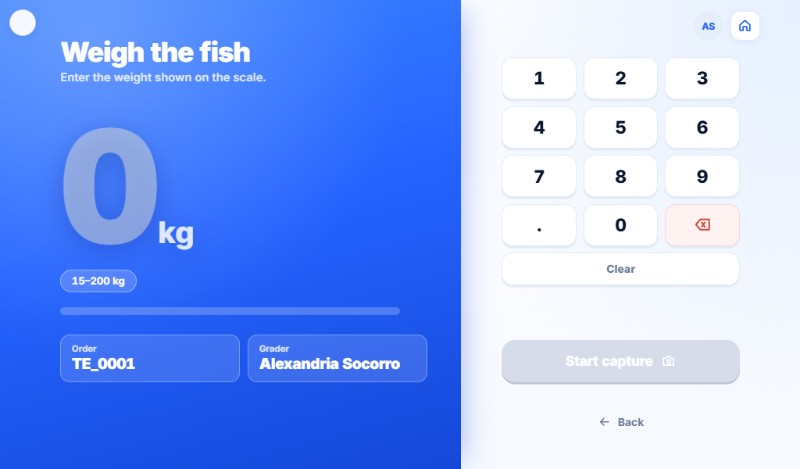 Weigh the fish
Enter the weight shown on the scale.
0 kg
15–200 kg
Order
TE_0001
Grader
Alexandria Socorro
AS
1 2 3
4 5 6
7 8 9
. 0
Clear
Start capture
Back